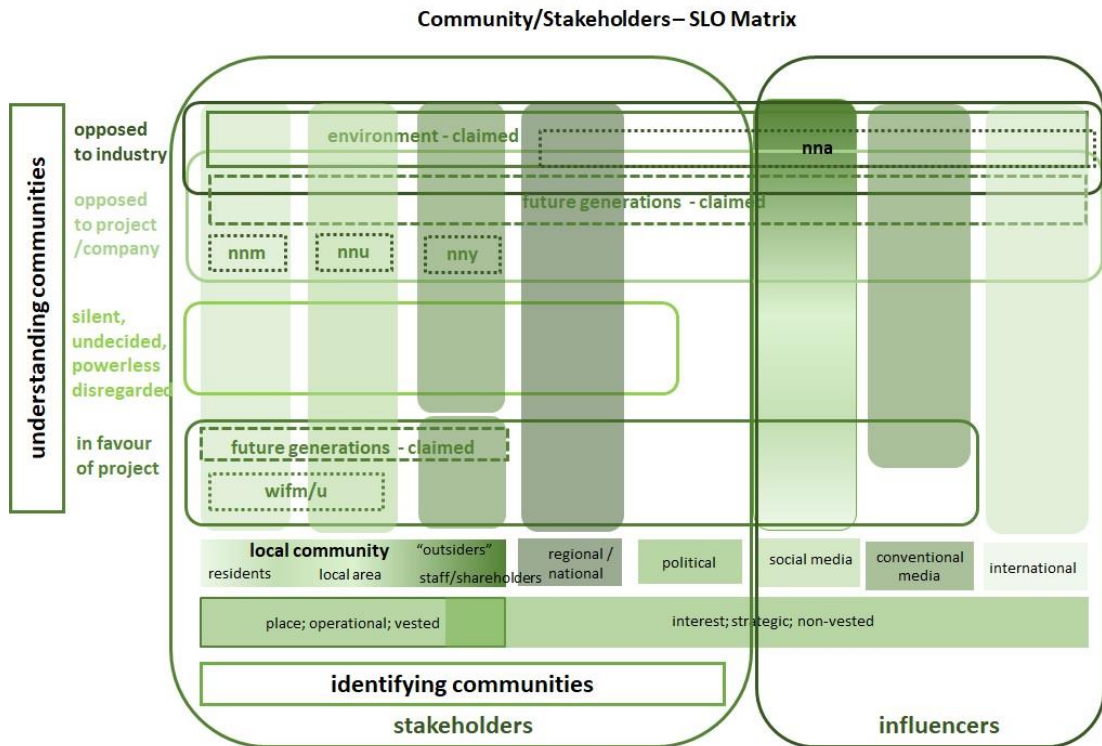 Community/Stakeholders – SLO Matrix
understanding communities
opposed
to industry
environment - claimed
nna
opposed
to project
/company
future generations - claimed
nnm
nnu
nny
silent,
undecided,
powerless
disregarded
in favour
of project
future generations - claimed
wifm/u
local community
"outsiders"
residents
local area
staff/shareholders
regional /
national
political
social media
conventional
media
international
place; operational; vested
interest; strategic; non-vested
identifying communities
stakeholders
influencers